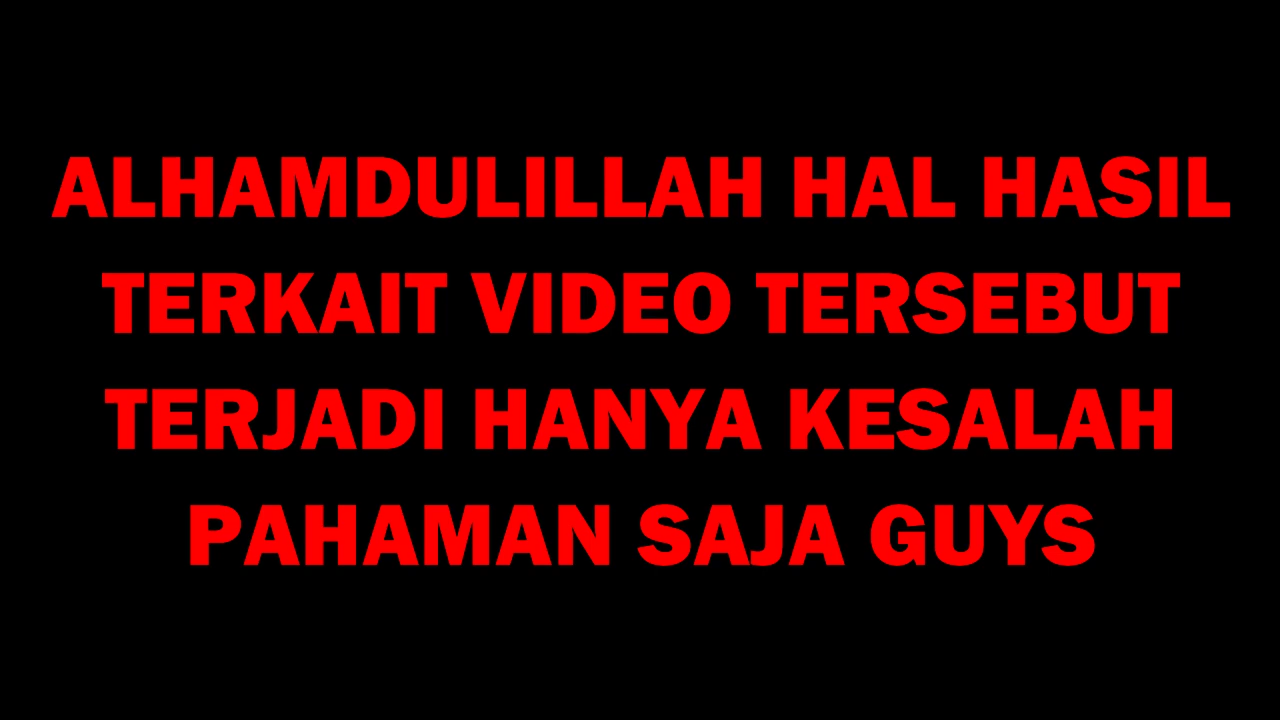 ALHAMDULILLAH HAL HASIL
TERKAIT VIDEO TERSEBUT
TERJADI HANYA KESALAH
PAHAMAN SAJA GUYS